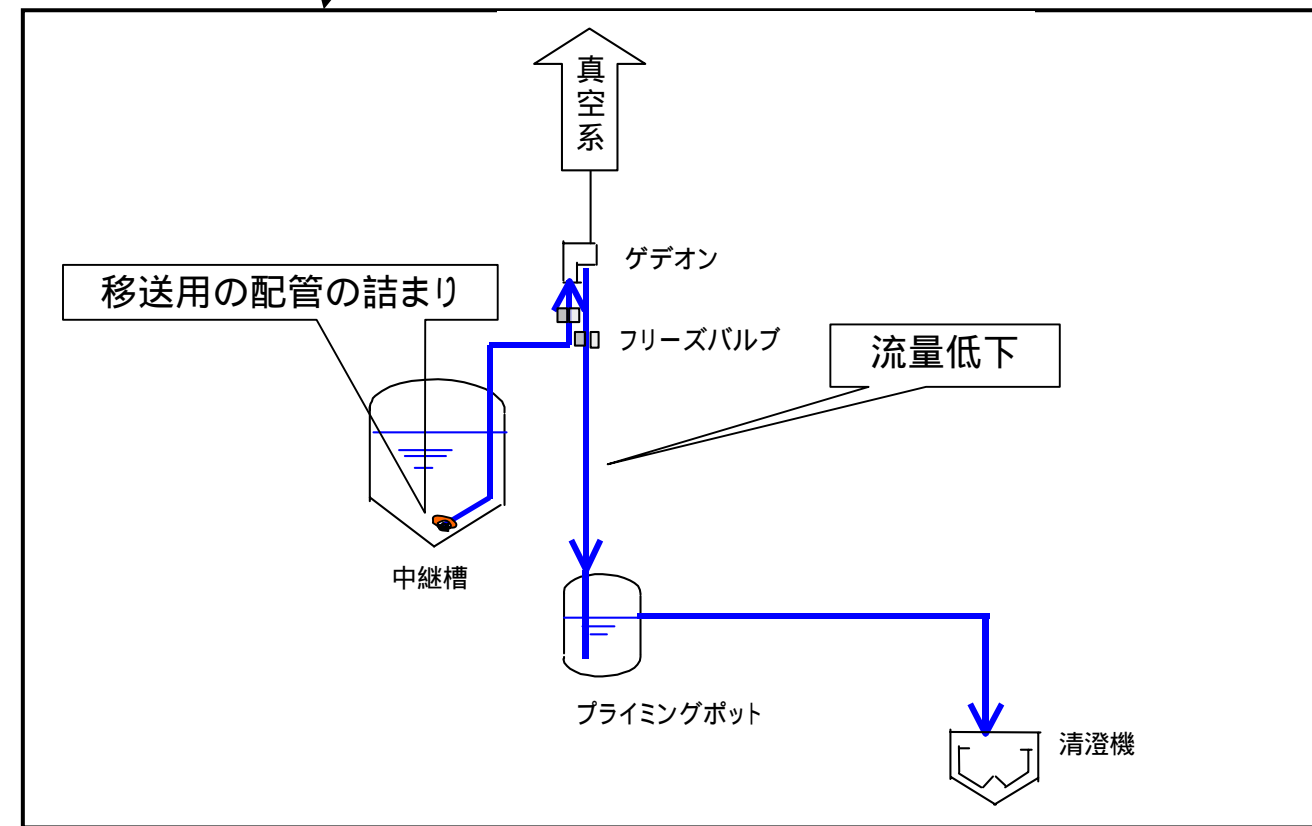 真空系
ゲデオン
移送用の配管の詰まり
フリーズバルブ
流量低下
中継槽
プライミングポット
清澄機